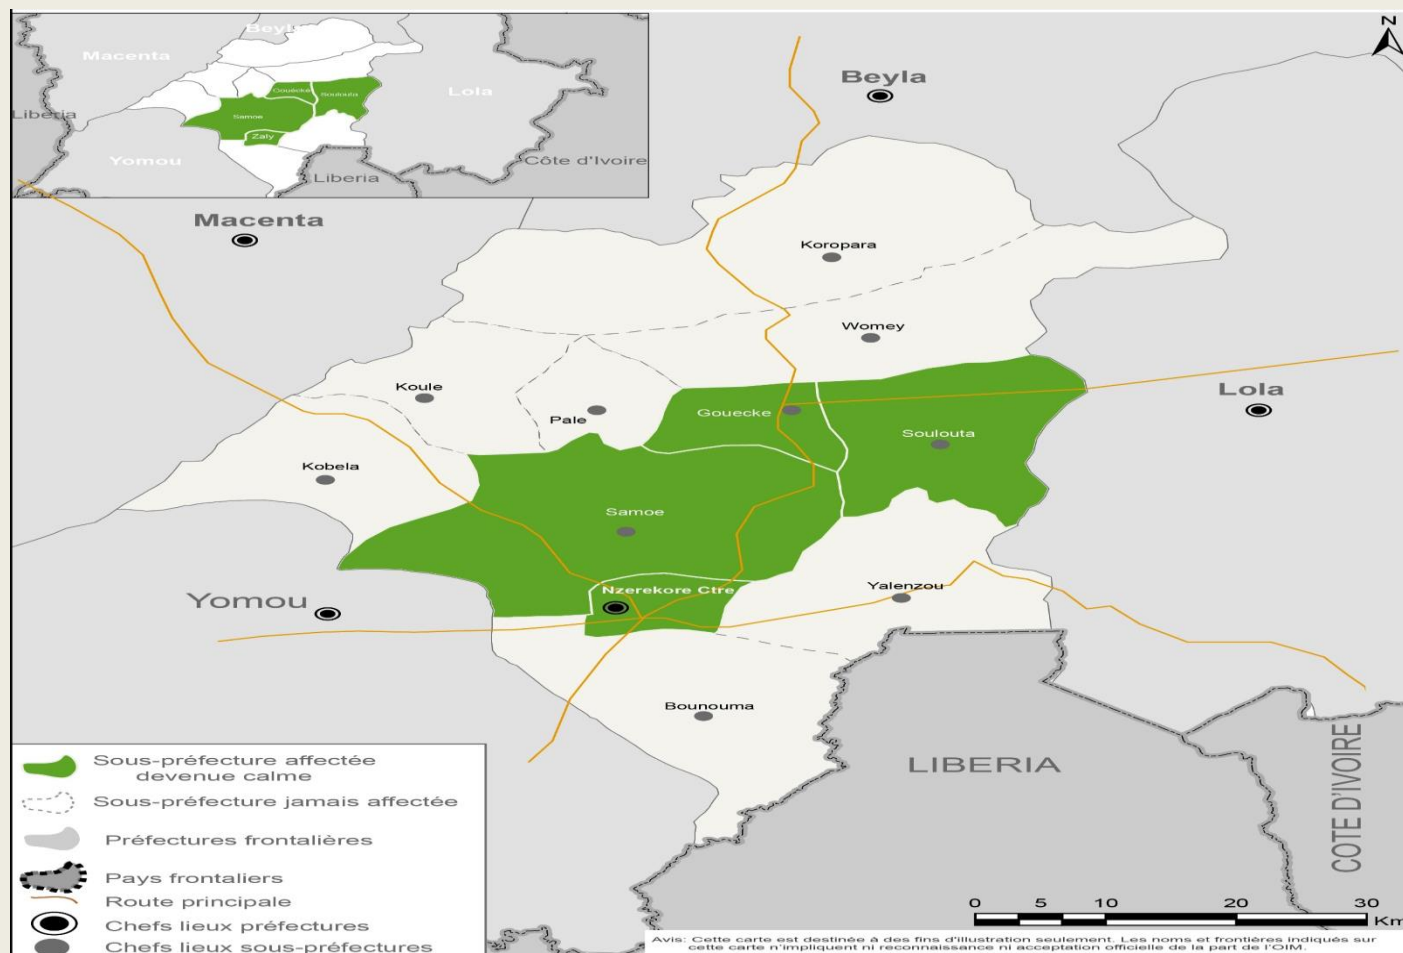 Beyla
Macenta
Gouecké
Soulouta
Lola
Samoe
Liberia
Zaly
Yomou
Liberia
Côte d'Ivoire
N
Beyla
Macenta
Koropara
Womey
Koule
Pale
Gouecke
Lola
Soulouta
Kobela
Samoe
Yomou
Nzerekore Ctre
Yalenzou
Bounouma
LIBERIA
COTE D'IVOIRE
Sous-préfecture affectée
devenue calme
Sous-préfecture jamais affectée
Préfectures frontalières
Pays frontaliers
Route principale
Chefs lieux préfectures
Chefs lieux sous-préfectures
0 5 10 20 30
Km
Avis: Cette carte est destinée à des fins d'illustration seulement. Les noms et frontières indiqués sur
cette carte n'impliquent ni reconnaissance ni acceptation officielle de la part de l'OIM.